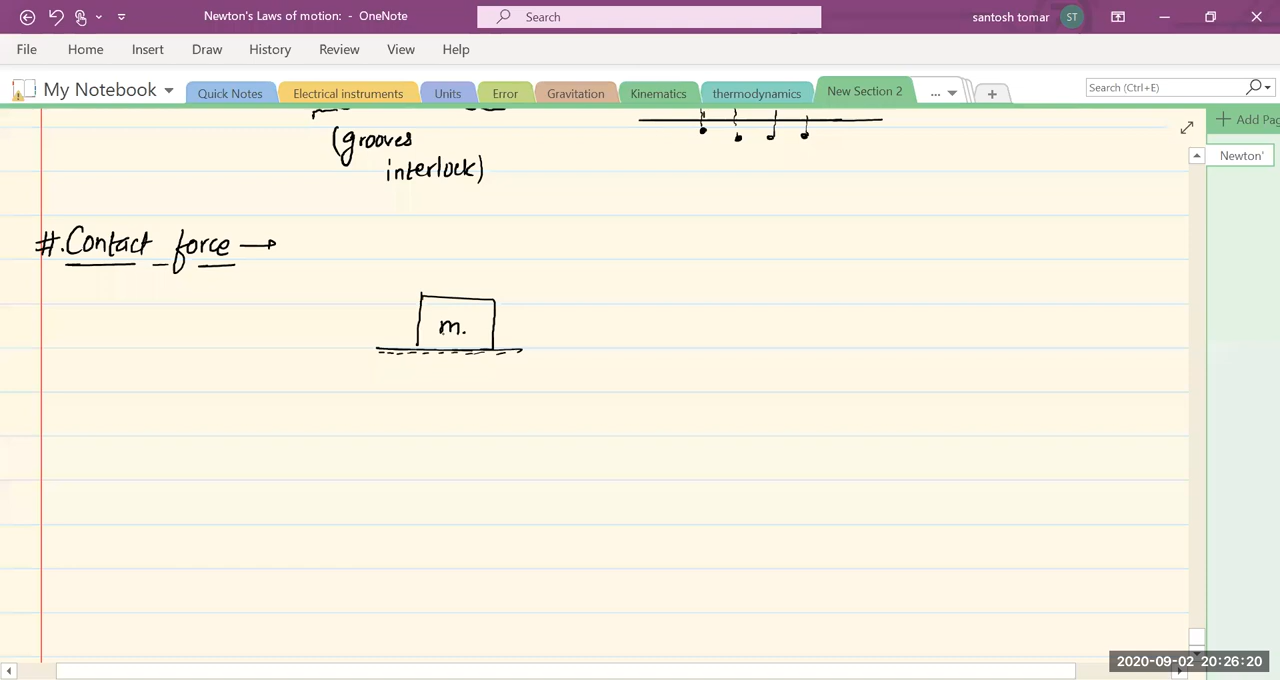 Newton's Laws of motion: - OneNote
Search
santosh tomar
ST
File
Home
Insert
Draw
History
Review
View
Help
My Notebook
Quick Notes
Electrical instruments
Units
Error
Gravitation
Kinematics
thermodynamics
New Section 2
...
Search (Ctrl+E)
Add Pag
Newton'
(grooves
interlock)
#.Contact force →
m.
2020-09-02 20:26:20